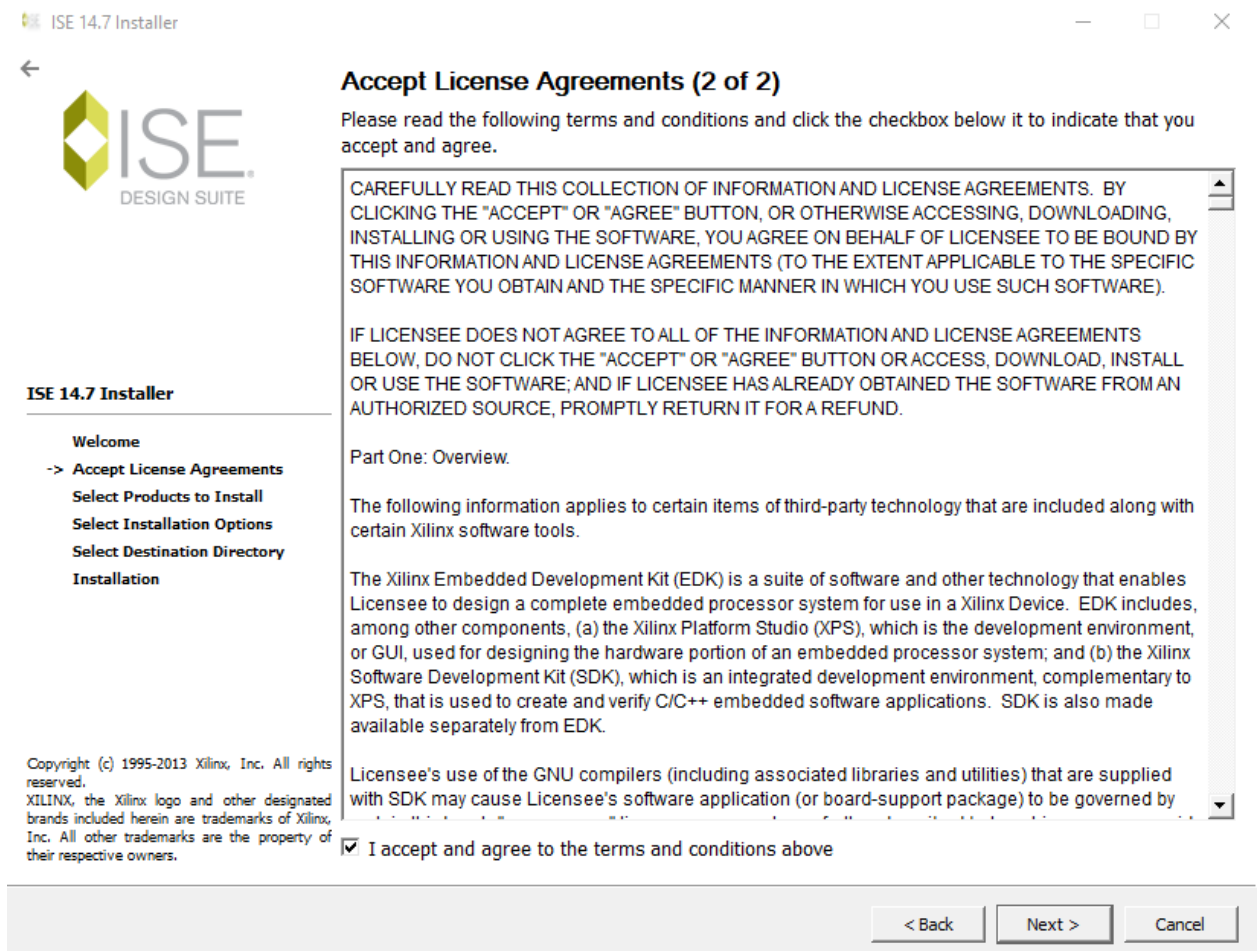 ISE 14.7 Installer
ISE.
DESIGN SUITE
Accept License Agreements (2 of 2)
Please read the following terms and conditions and click the checkbox below it to indicate that you
accept and agree.
CAREFULLY READ THIS COLLECTION OF INFORMATION AND LICENSE AGREEMENTS.  BY
CLICKING THE "ACCEPT" OR "AGREE" BUTTON, OR OTHERWISE ACCESSING, DOWNLOADING,
INSTALLING OR USING THE SOFTWARE, YOU AGREE ON BEHALF OF LICENSEE TO BE BOUND BY
THIS INFORMATION AND LICENSE AGREEMENTS (TO THE EXTENT APPLICABLE TO THE SPECIFIC
SOFTWARE YOU OBTAIN AND THE SPECIFIC MANNER IN WHICH YOU USE SUCH SOFTWARE).
IF LICENSEE DOES NOT AGREE TO ALL OF THE INFORMATION AND LICENSE AGREEMENTS
BELOW, DO NOT CLICK THE "ACCEPT" OR "AGREE" BUTTON OR ACCESS, DOWNLOAD, INSTALL
OR USE THE SOFTWARE; AND IF LICENSEE HAS ALREADY OBTAINED THE SOFTWARE FROM AN
AUTHORIZED SOURCE, PROMPTLY RETURN IT FOR A REFUND.
Part One: Overview.
The following information applies to certain items of third-party technology that are included along with
certain Xilinx software tools.
The Xilinx Embedded Development Kit (EDK) is a suite of software and other technology that enables
Licensee to design a complete embedded processor system for use in a Xilinx Device.  EDK includes,
among other components, (a) the Xilinx Platform Studio (XPS), which is the development environment,
or GUI, used for designing the hardware portion of an embedded processor system; and (b) the Xilinx
Software Development Kit (SDK), which is an integrated development environment, complementary to
XPS, that is used to create and verify C/C++ embedded software applications.  SDK is also made
available separately from EDK.
Licensee's use of the GNU compilers (including associated libraries and utilities) that are supplied
with SDK may cause Licensee's software application (or board-support package) to be governed by
I accept and agree to the terms and conditions above
ISE 14.7 Installer
Welcome
-> Accept License Agreements
Select Products to Install
Select Installation Options
Select Destination Directory
Installation
Copyright (c) 1995-2013 Xilinx, Inc. All rights
reserved.
XILINX, the Xilinx logo and other designated
brands included herein are trademarks of Xilinx,
Inc. All other trademarks are the property of
their respective owners.
< Back
Next >
Cancel